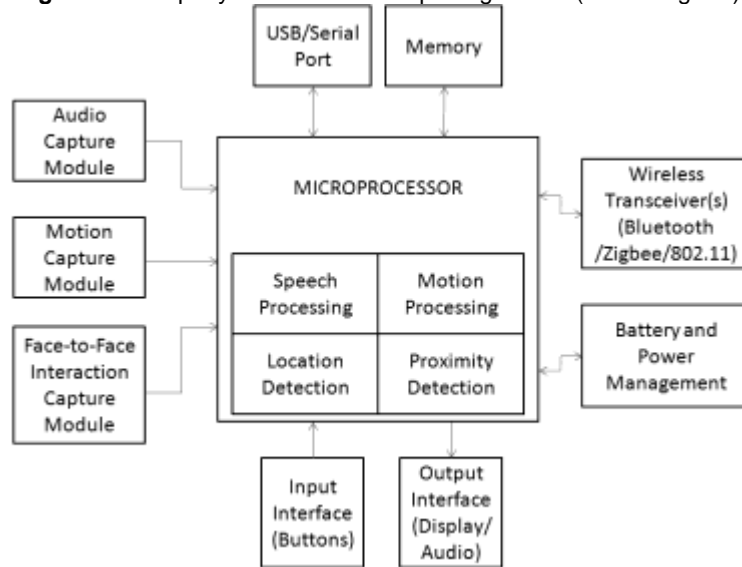 USB/Serial
Port
Memory
Audio
Capture
Module
Motion
Capture
Module
Face-to-Face
Interaction
Capture
Module
MICROPROCESSOR
Speech
Processing
Motion
Processing
Location
Detection
Proximity
Detection
Wireless
Transceiver(s)
(Bluetooth
/Zigbee/802.11)
Battery and
Power
Management
Input
Interface
(Buttons)
Output
Interface
(Display/
Audio)